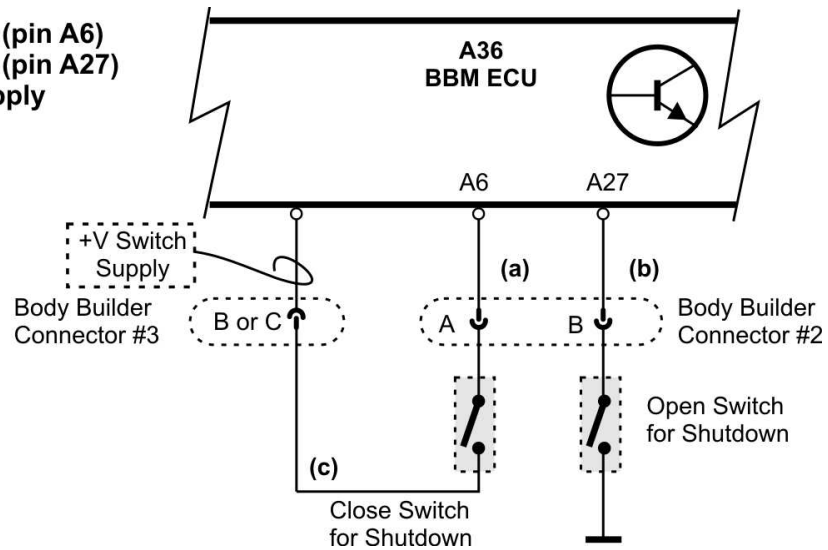 (pin A6)
(pin A27)
A36
BBM ECU
A6
A27
+V Switch
Supply
(a)
(b)
Body Builder
Connector #3
B or C
A
B
Body Builder
Connector #2
Open Switch
for Shutdown
(c)
Close Switch
for Shutdown